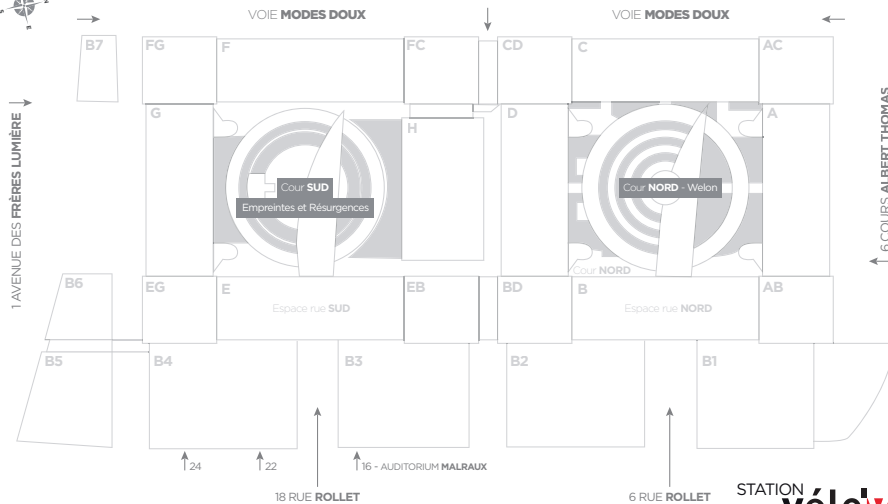 VOIE MODES DOUX
VOIE MODES DOUX
B7
FG
F
FC
CD
C
AC
G
H
D
A
1 AVENUE DES FRÈRES LUMIÈRE
6 COURS ALBERT THOMAS
Cour SUD
Empreintes et Résurgences
Cour NORD - Welon
Cour NORD
B6
EG
E
EB
BD
B
AB
Espace rue SUD
Espace rue NORD
B5
B4
B3
B2
B1
24
22
16 - AUDITORIUM MALRAUX
18 RUE ROLLET
6 RUE ROLLET
STATION